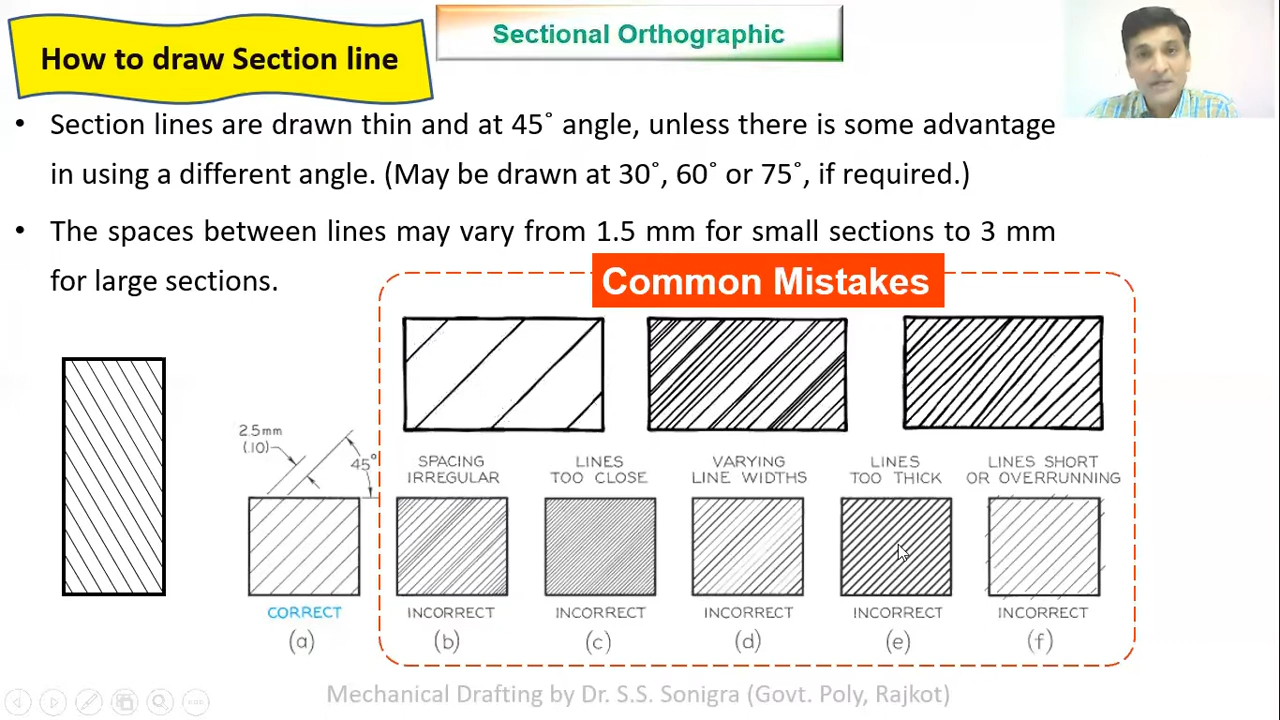 How to draw Section line
Sectional Orthographic
• Section lines are drawn thin and at 45° angle, unless there is some advantage
in using a different angle. (May be drawn at 30°, 60° or 75°, if required.)
• The spaces between lines may vary from 1.5 mm for small sections to 3 mm
for large sections.
Common Mistakes
2.5mm
(.10)
45°
SPACING
IRREGULAR
LINES
TOO CLOSE
VARYING
LINE WIDTHS
LINES
TOO THICK
LINES SHORT
OR OVERRUNNING
CORRECT
INCORRECT
INCORRECT
INCORRECT
INCORRECT
INCORRECT
(a)
(b)
(c)
(d)
(e)
(f)
Mechanical Drafting by Dr. S.S. Sonigra (Govt. Poly, Rajkot)